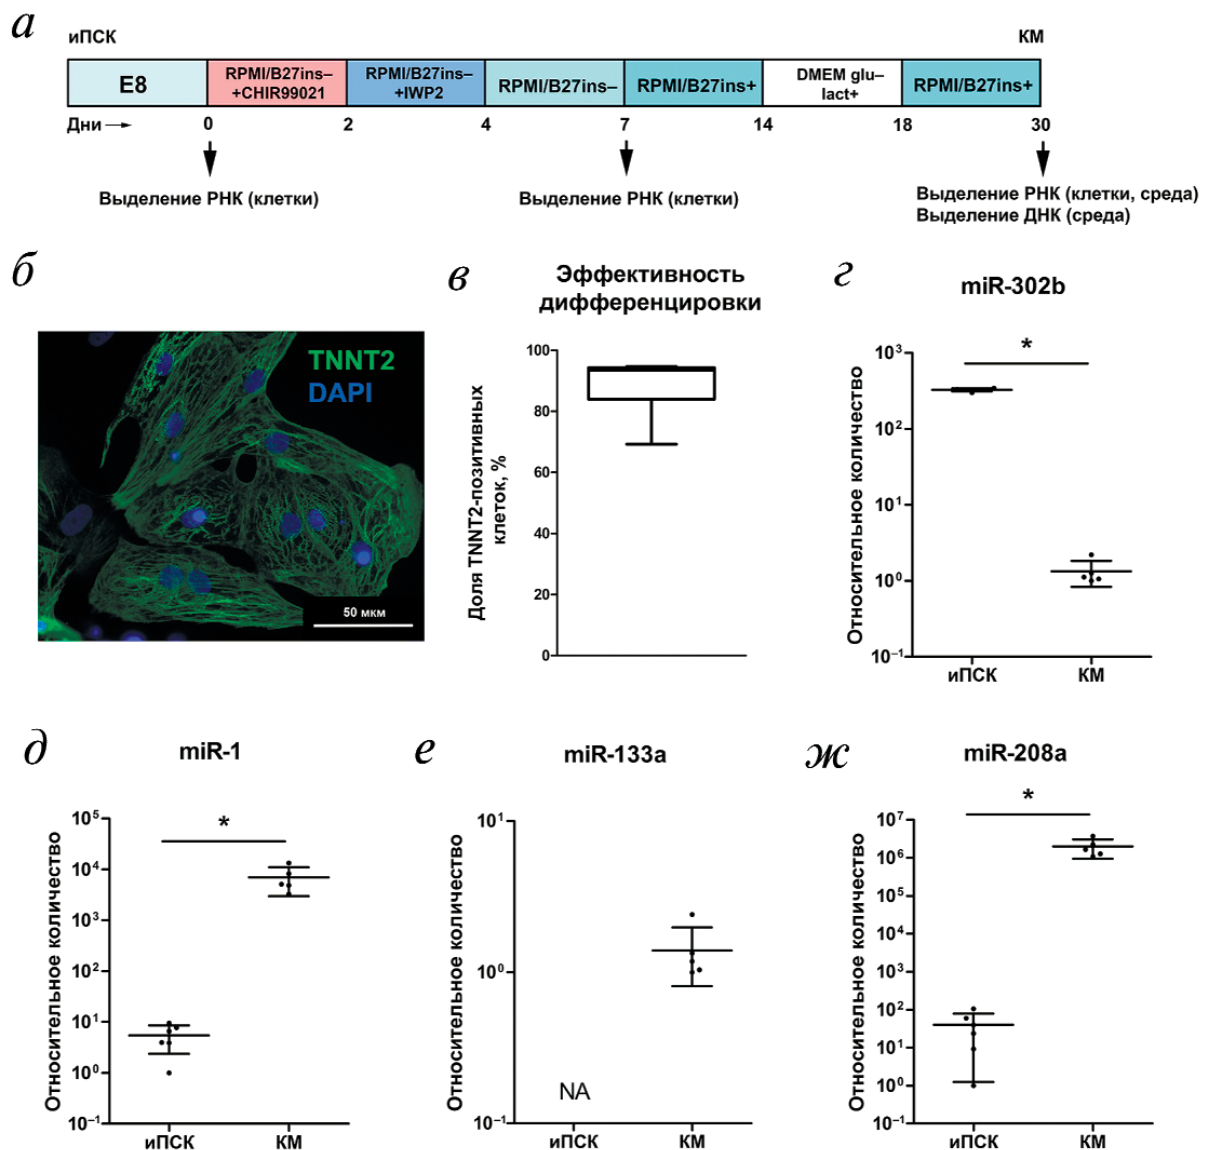 а
иПСК
КМ
E8
RPMI/B27ins–
+CHIR99021
RPMI/B27ins–
+IWP2
RPMI/B27ins–
RPMI/B27ins+
DMEM glu–
lact+
RPMI/B27ins+
Дни →
0
2
4
7
14
18
30
Выделение РНК (клетки)
Выделение РНК (клетки)
Выделение РНК (клетки, среда)
Выделение ДНК (среда)
б
TNNT2
DAPI
50 мкм
в
Эффективность
дифференцировки
Доля TNNT2-позитивных
клеток, %
100
80
60
40
20
0
г
miR-302b
*
Относительное количество
10³
10²
10¹
10⁰
10⁻¹
иПСК
КМ
д
miR-1
*
Относительное количество
10⁵
10⁴
10³
10²
10¹
10⁰
10⁻¹
иПСК
КМ
е
miR-133a
Относительное количество
10¹
10⁰
10⁻¹
NA
иПСК
КМ
ж
miR-208a
*
Относительное количество
10⁷
10⁶
10⁵
10⁴
10³
10²
10¹
10⁰
10⁻¹
иПСК
КМ